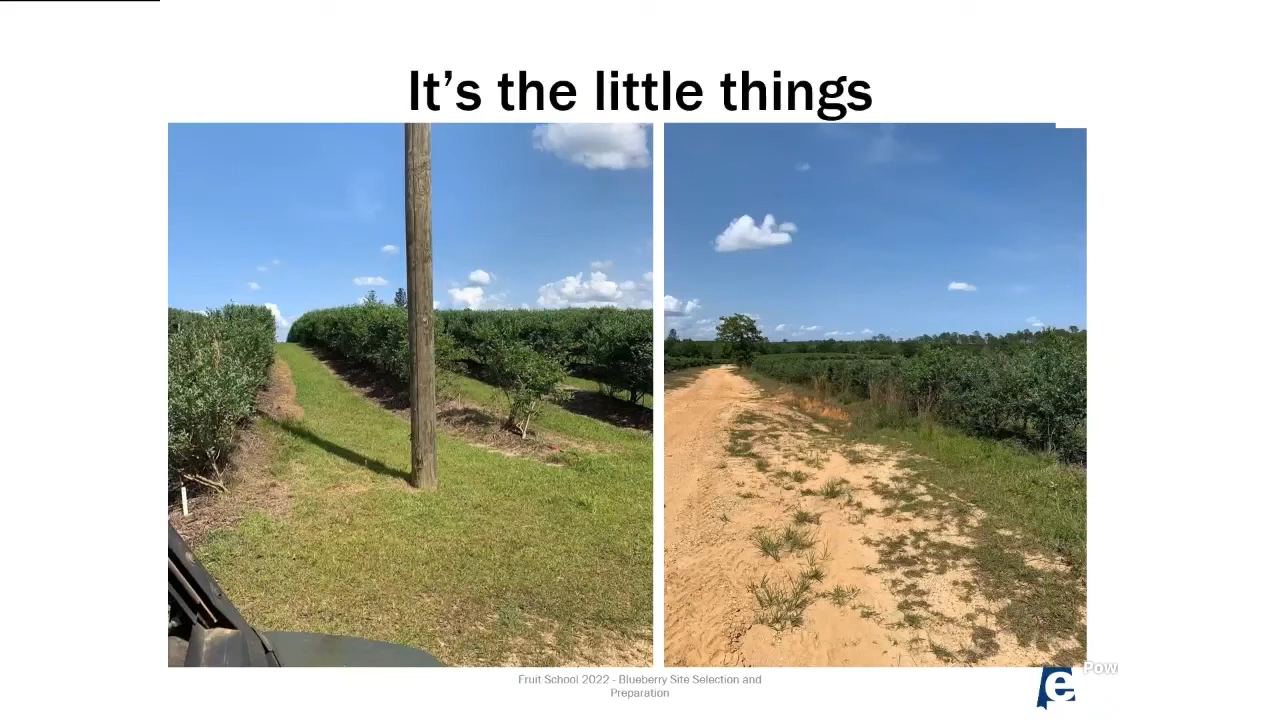 It's the little things
Fruit School 2022 - Blueberry Site Selection and
Preparation
e
Pow